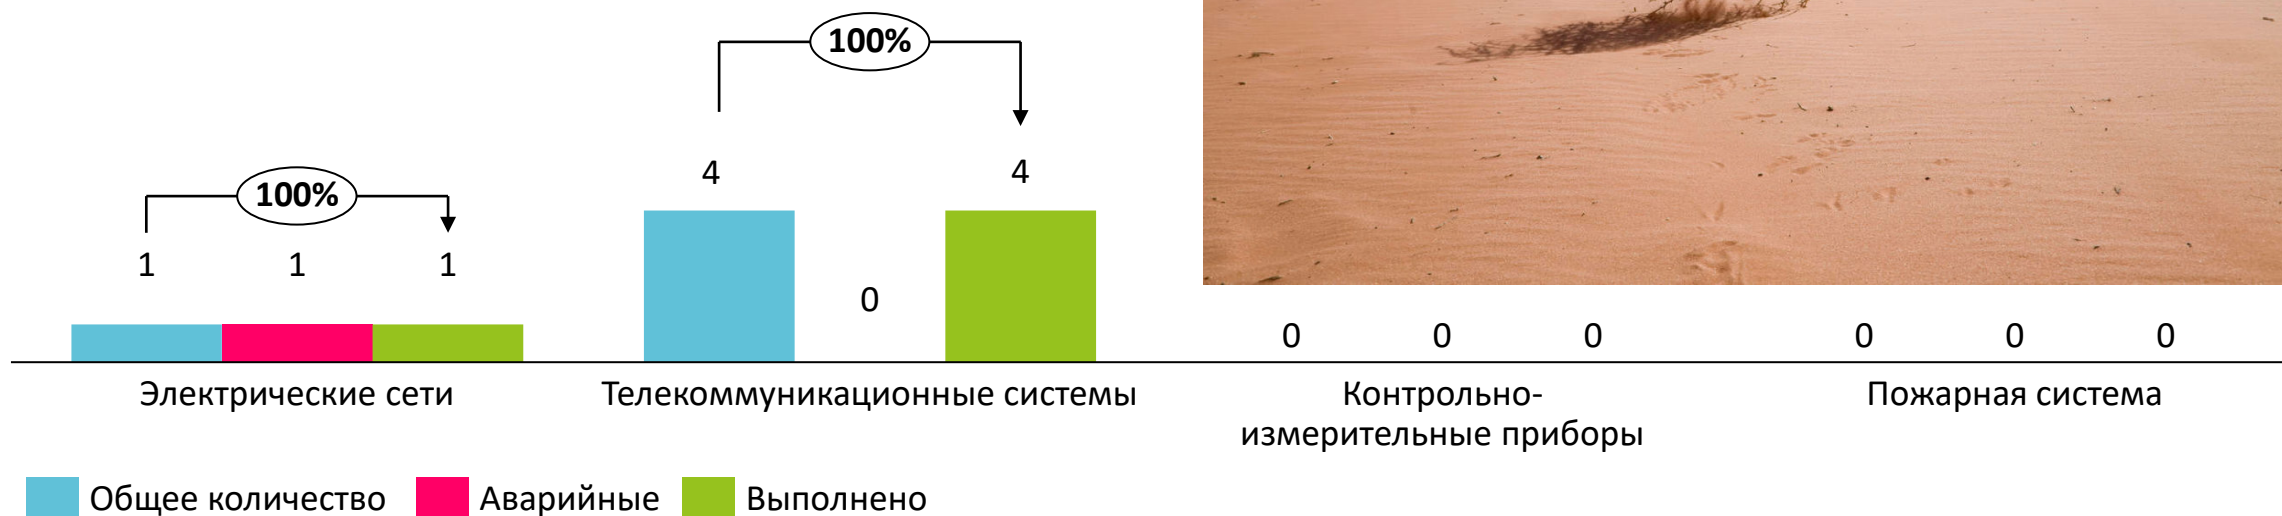 100%
100%
4
4
1
1
1
0
0
0
0
0
0
0
Электрические сети
Телекоммуникационные системы
Контрольно-
измерительные приборы
Пожарная система
Общее количество
Аварийные
Выполнено